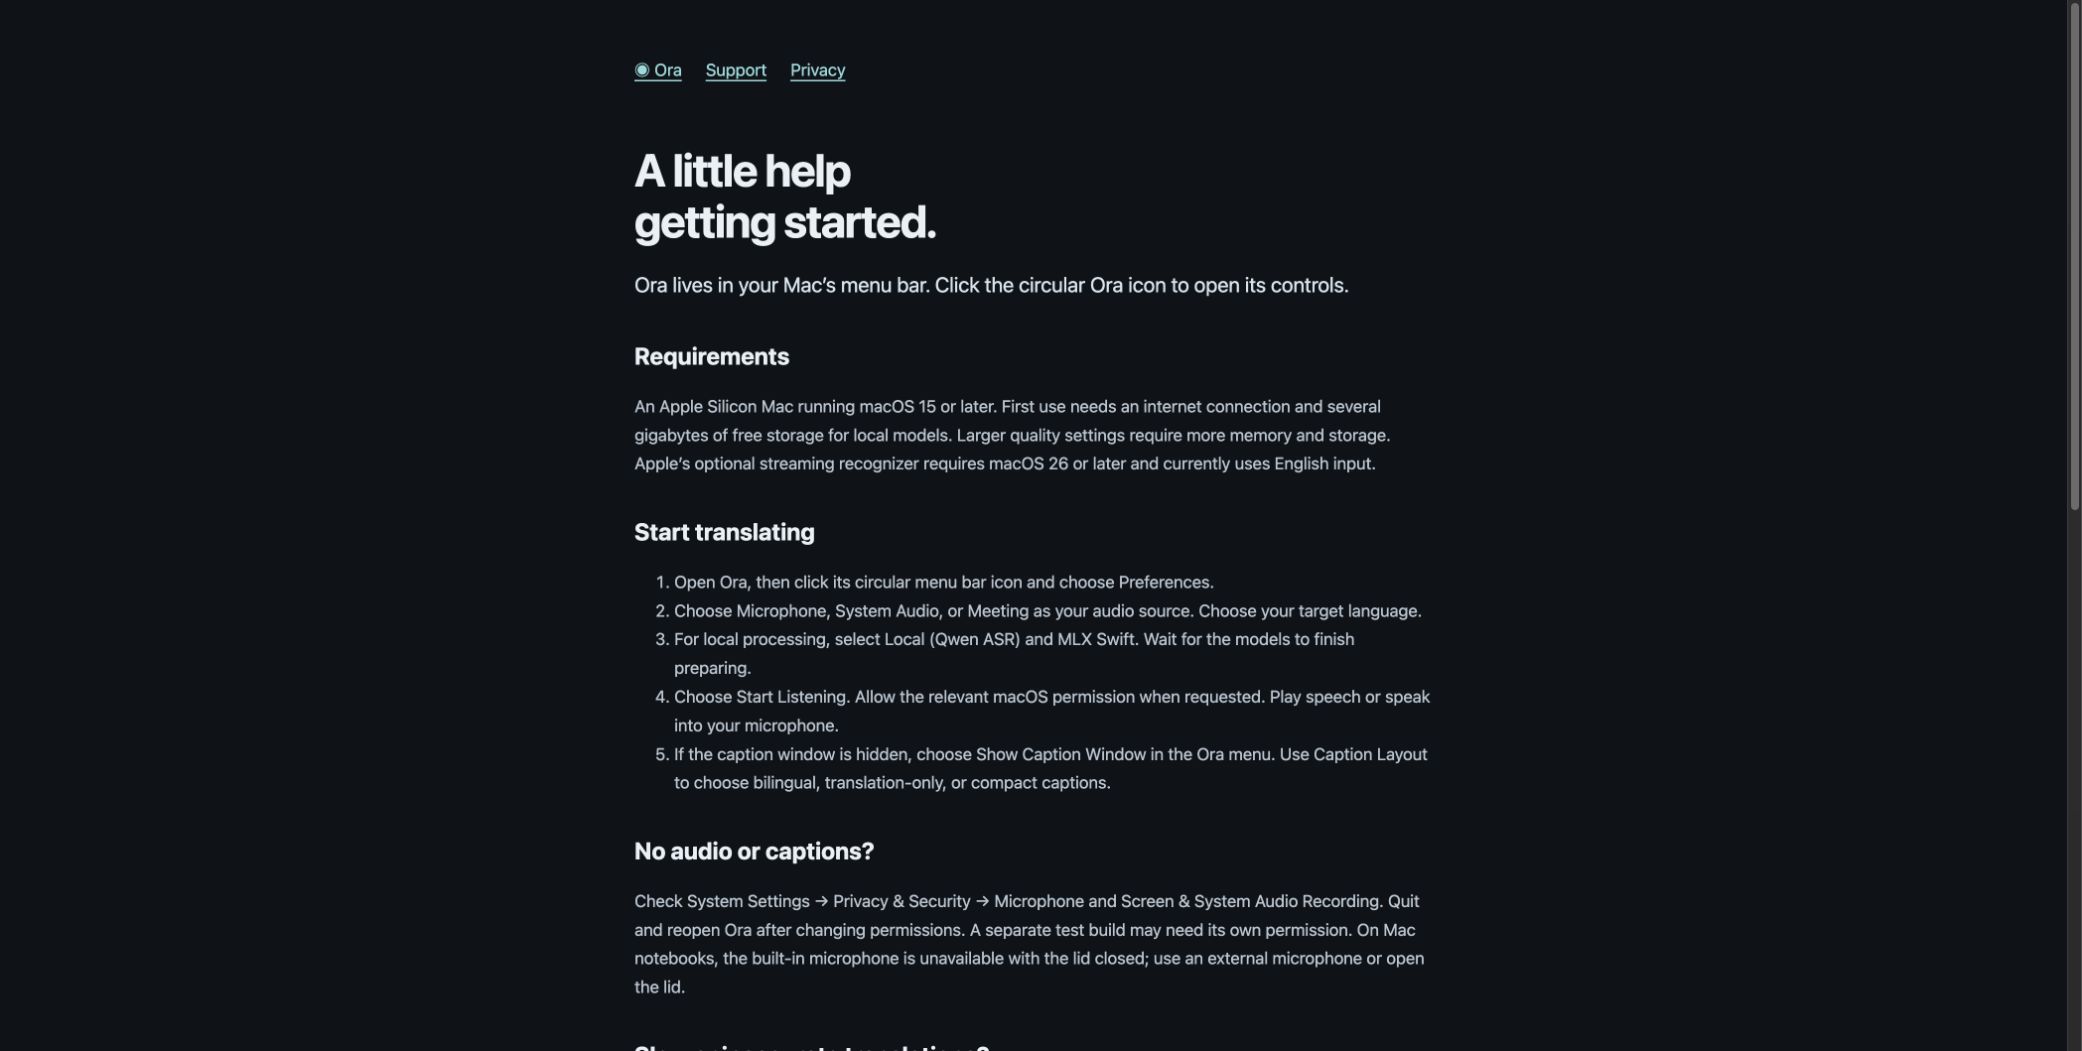 ◉ Ora Support Privacy
A little help
getting started.
Ora lives in your Mac’s menu bar. Click the circular Ora icon to open its controls.
Requirements
An Apple Silicon Mac running macOS 15 or later. First use needs an internet connection and several
gigabytes of free storage for local models. Larger quality settings require more memory and storage.
Apple’s optional streaming recognizer requires macOS 26 or later and currently uses English input.
Start translating
1. Open Ora, then click its circular menu bar icon and choose Preferences.
2. Choose Microphone, System Audio, or Meeting as your audio source. Choose your target language.
3. For local processing, select Local (Qwen ASR) and MLX Swift. Wait for the models to finish
preparing.
4. Choose Start Listening. Allow the relevant macOS permission when requested. Play speech or speak
into your microphone.
5. If the caption window is hidden, choose Show Caption Window in the Ora menu. Use Caption Layout
to choose bilingual, translation-only, or compact captions.
No audio or captions?
Check System Settings → Privacy & Security → Microphone and Screen & System Audio Recording. Quit
and reopen Ora after changing permissions. A separate test build may need its own permission. On Mac
notebooks, the built-in microphone is unavailable with the lid closed; use an external microphone or open
the lid.